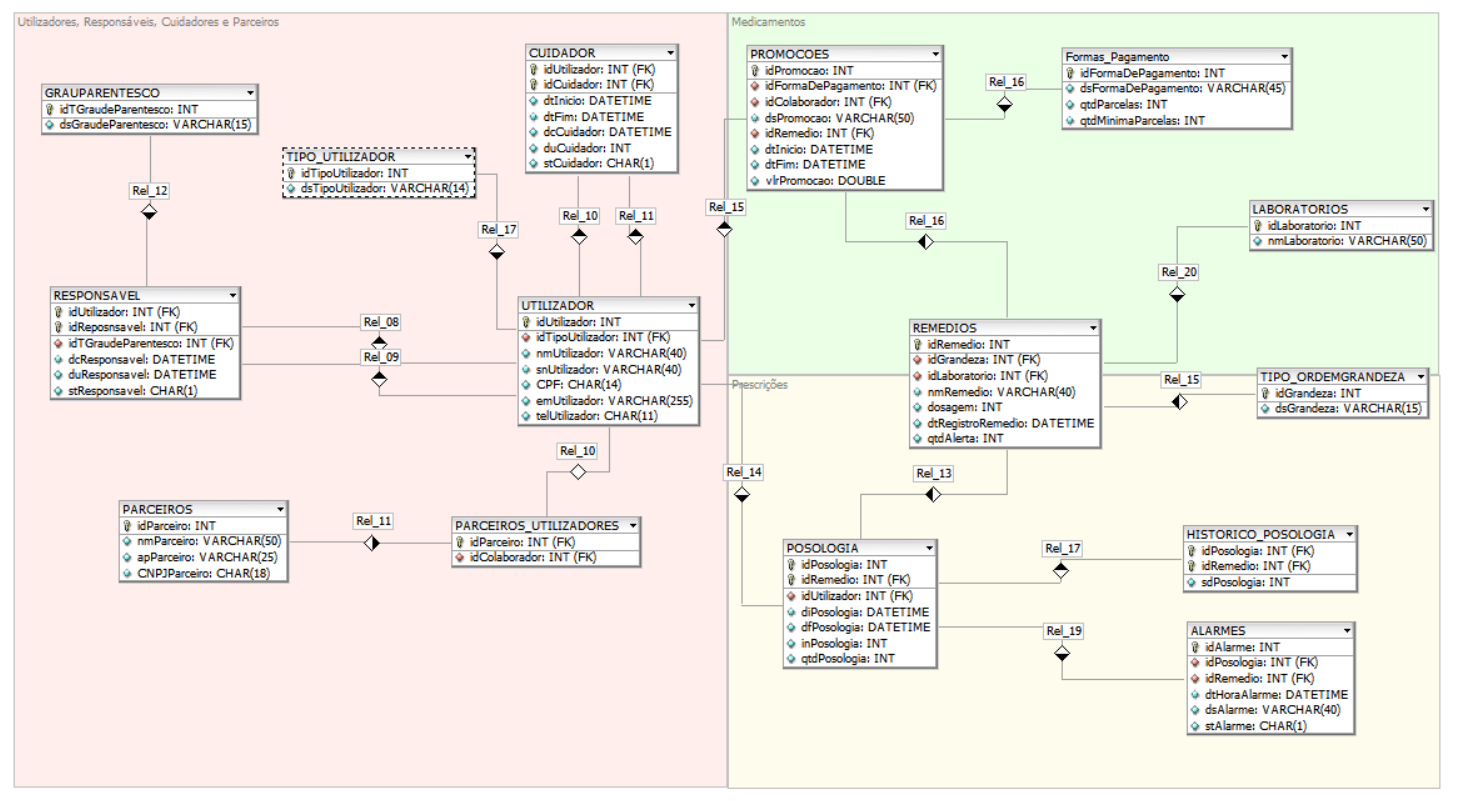 Utilizadores, Responsáveis, Cuidadores e Parceiros
GRAUPARENTESCO
idTGraudeParentesco: INT
dsGraudeParentesco: VARCHAR(15)
TIPO_UTILIZADOR
idTipoUtilizador: INT
dsTipoUtilizador: VARCHAR(14)
CUIDADOR
idUtilizador: INT (FK)
idCuidador: INT (FK)
dtInicio: DATETIME
dtFim: DATETIME
dcCuidador: DATETIME
duCuidador: INT
stCuidador: CHAR(1)
Rel_12
Rel_17
Rel_10
Rel_11
Rel_15
RESPONSAVEL
idUtilizador: INT (FK)
idReposnsavel: INT (FK)
idTGraudeParentesco: INT (FK)
dcResponsavel: DATETIME
duResponsavel: DATETIME
stResponsavel: CHAR(1)
Rel_08
Rel_09
UTILIZADOR
idUtilizador: INT
idTipoUtilizador: INT (FK)
nmUtilizador: VARCHAR(40)
snUtilizador: VARCHAR(40)
CPF: CHAR(14)
emUtilizador: VARCHAR(255)
telUtilizador: CHAR(11)
Rel_10
PARCEIROS
idParceiro: INT
nmParceiro: VARCHAR(50)
apParceiro: VARCHAR(25)
CNPJParceiro: CHAR(18)
Rel_11
PARCEIROS_UTILIZADORES
idParceiro: INT (FK)
idColaborador: INT (FK)
Medicamentos
PROMOCOES
idPromocao: INT
idFormaDePagamento: INT (FK)
idColaborador: INT (FK)
dsPromocao: VARCHAR(50)
idRemedio: INT (FK)
dtInicio: DATETIME
dtFim: DATETIME
vlrPromocao: DOUBLE
Rel_16
Formas_Pagamento
idFormaDePagamento: INT
dsFormaDePagamento: VARCHAR(45)
qtdParcelas: INT
qtdMinimaParcelas: INT
Rel_16
LABORATORIOS
idLaboratorio: INT
nmLaboratorio: VARCHAR(50)
Rel_20
REMEDIOS
idRemedio: INT
idGrandeza: INT (FK)
idLaboratorio: INT (FK)
nmRemedio: VARCHAR(40)
dosagem: INT
dtRegistroRemedio: DATETIME
qtdAlerta: INT
Prescrições
Rel_15
TIPO_ORDEMGRANDEZA
idGrandeza: INT
dsGrandeza: VARCHAR(15)
Rel_14
Rel_13
POSOLOGIA
idPosologia: INT
idRemedio: INT (FK)
idUtilizador: INT (FK)
diPosologia: DATETIME
dfPosologia: DATETIME
inPosologia: INT
qtdPosologia: INT
Rel_17
HISTORICO_POSOLOGIA
idPosologia: INT (FK)
idRemedio: INT (FK)
sdPosologia: INT
Rel_19
ALARMES
idAlarme: INT
idPosologia: INT (FK)
idRemedio: INT (FK)
dtHoraAlarme: DATETIME
dsAlarme: VARCHAR(40)
stAlarme: CHAR(1)